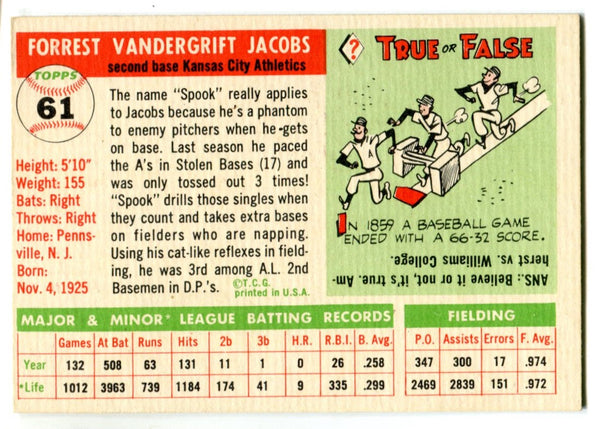 FORREST VANDERGRIFT JACOBS
second base Kansas City Athletics
TOPPS
61
Height: 5'10"
Weight: 155
Bats: Right
Throws: Right
Home: Penns-
ville, N. J.
Born:
Nov. 4, 1925
The name "Spook" really applies
to Jacobs because he's a phantom
to enemy pitchers when he gets
on base. Last season he paced
the A's in Stolen Bases (17) and
was only tossed out 3 times!
"Spook" drills those singles when
they count and takes extra bases
on fielders who are napping.
Using his cat-like reflexes in field-
ing, he was 3rd among A.L. 2nd
Basemen in D.P.'s.
©T.C.G.
printed in U.S.A.
?
TRUE OR FALSE
A
IN 1859 A BASEBALL GAME
ENDED WITH A 66-32 SCORE.
ANS.: Believe it or not, it's true. Am-
herst vs. Williams College.
MAJOR & MINOR* LEAGUE BATTING RECORDS
FIELDING
Games At Bat Runs Hits 2b 3b H.R. R.B.I. B. Avg. P.O. Assists Errors F. Avg.
Year 132 508 63 131 11 1 0 26 .258 347 300 17 .974
*Life 1012 3963 739 1184 174 41 9 335 .299 2469 2839 151 .972